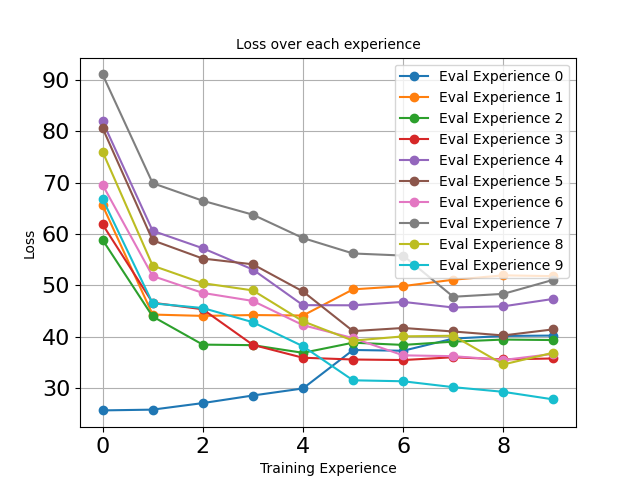 Loss over each experience
90
80
70
60
50
40
30
Loss
Eval Experience 0
Eval Experience 1
Eval Experience 2
Eval Experience 3
Eval Experience 4
Eval Experience 5
Eval Experience 6
Eval Experience 7
Eval Experience 8
Eval Experience 9
0 2 4 6 8
Training Experience